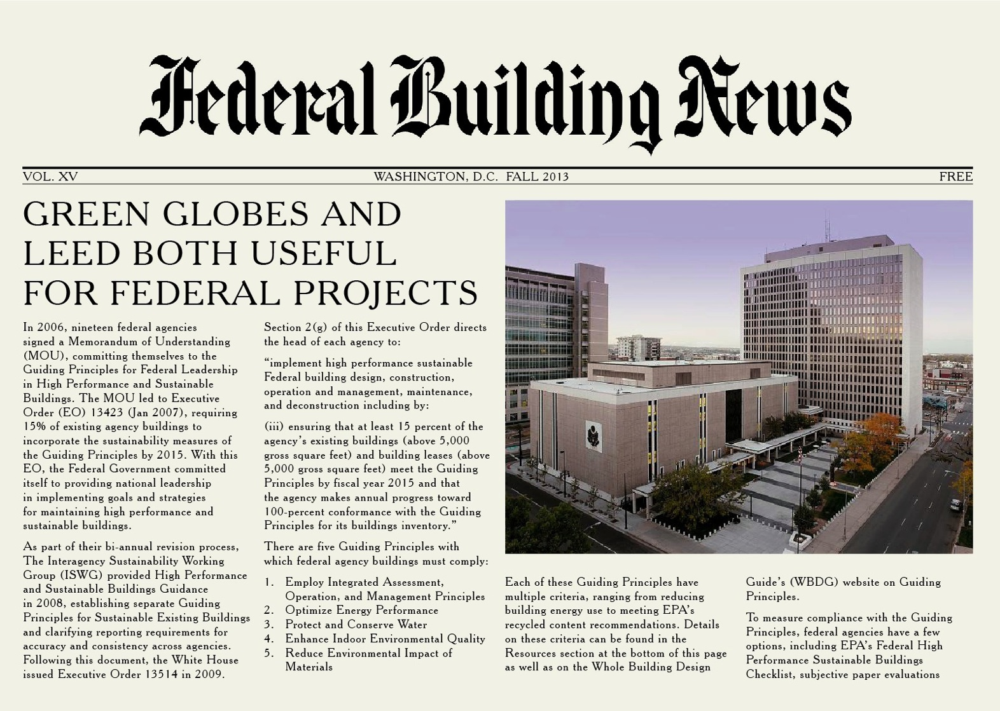 Federal Building News
VOL. XV
WASHINGTON, D.C. FALL 2013
FREE
GREEN GLOBES AND
LEED BOTH USEFUL
FOR FEDERAL PROJECTS
In 2006, nineteen federal agencies
signed a Memorandum of Understanding
(MOU), committing themselves to the
Guiding Principles for Federal Leadership
in High Performance and Sustainable
Buildings. The MOU led to Executive
Order (EO) 13423 (Jan 2007), requiring
15% of existing agency buildings to
incorporate the sustainability measures of
the Guiding Principles by 2015. With this
EO, the Federal Government committed
itself to providing national leadership
in implementing goals and strategies
for maintaining high performance and
sustainable buildings.
As part of their bi-annual revision process,
The Interagency Sustainability Working
Group (ISWG) provided High Performance
and Sustainable Buildings Guidance
in 2008, establishing separate Guiding
Principles for Sustainable Existing Buildings
and clarifying reporting requirements for
accuracy and consistency across agencies.
Following this document, the White House
issued Executive Order 13514 in 2009.
Section 2(g) of this Executive Order directs
the head of each agency to:
“implement high performance sustainable
Federal building design, construction,
operation and management, maintenance,
and deconstruction including by:
(iii) ensuring that at least 15 percent of the
agency’s existing buildings (above 5,000
gross square feet) and building leases (above
5,000 gross square feet) meet the Guiding
Principles by fiscal year 2015 and that
the agency makes annual progress toward
100-percent conformance with the Guiding
Principles for its buildings inventory.”
There are five Guiding Principles with
which federal agency buildings must comply:
1. Employ Integrated Assessment,
Operation, and Management Principles
2. Optimize Energy Performance
3. Protect and Conserve Water
4. Enhance Indoor Environmental Quality
5. Reduce Environmental Impact of
Materials
Each of these Guiding Principles have
multiple criteria, ranging from reducing
building energy use to meeting EPA’s
recycled content recommendations. Details
on these criteria can be found in the
Resources section at the bottom of this page
as well as on the Whole Building Design
Guide’s (WBDG) website on Guiding
Principles.
To measure compliance with the Guiding
Principles, federal agencies have a few
options, including EPA’s Federal High
Performance Sustainable Buildings
Checklist, subjective paper evaluations